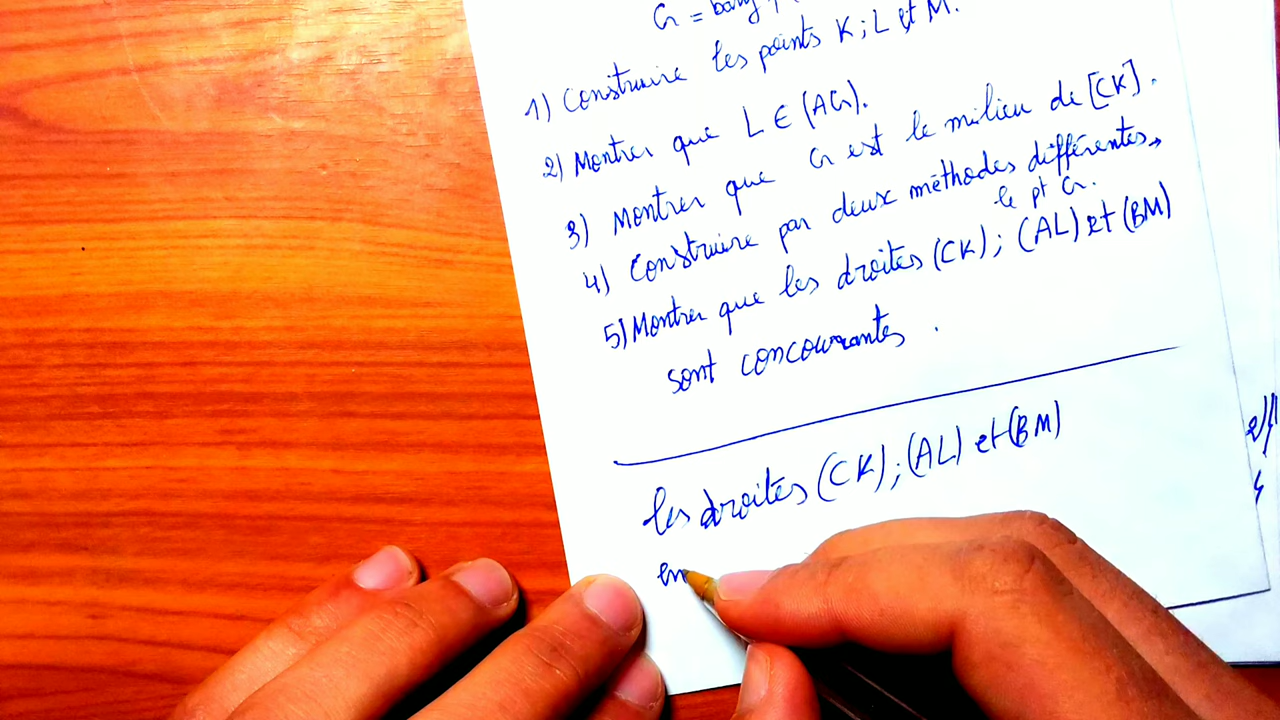 G = bary
1) Construire les points K ; L et M.
2) Montrer que L ∈ (AG).
3) Montrer que G est le milieu de [CK].
4) Construire par deux méthodes différentes
le pt G.
5) Montrer que les droites (CK) ; (AL) et (BM)
sont concourantes.
les droites (CK) ; (AL) et (BM)
en